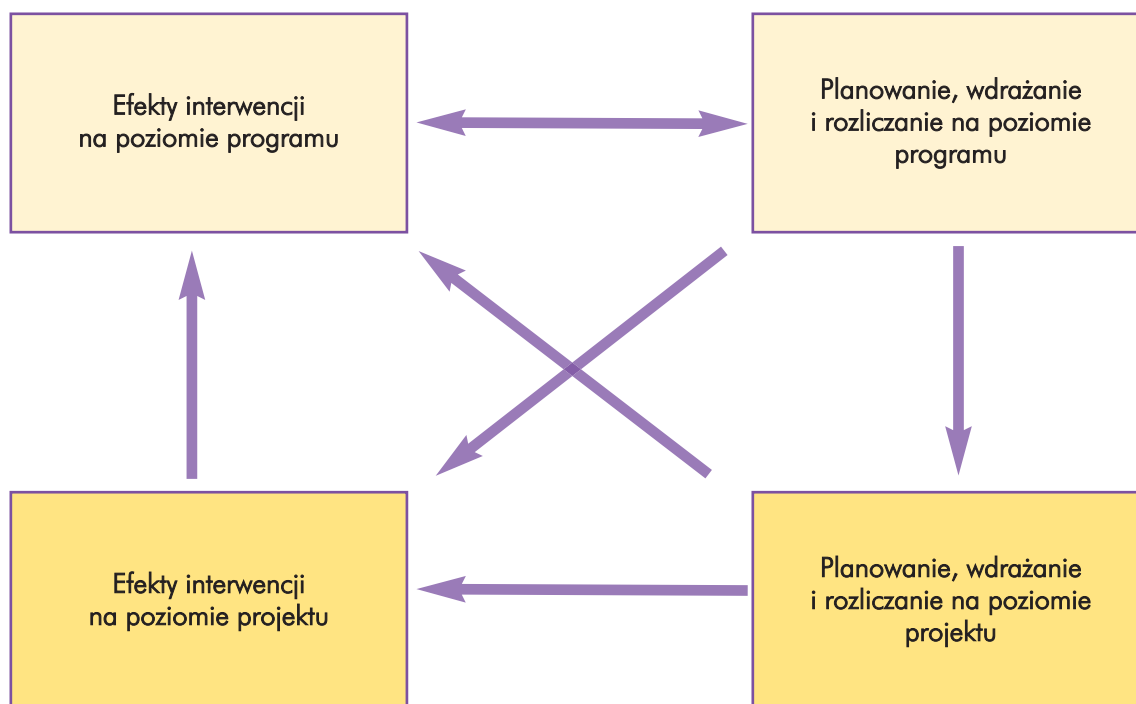 Efekty interwencji
na poziomie programu
Planowanie, wdrażanie
i rozliczanie na poziomie
programu
Efekty interwencji
na poziomie projektu
Planowanie, wdrażanie
i rozliczanie na poziomie
projektu